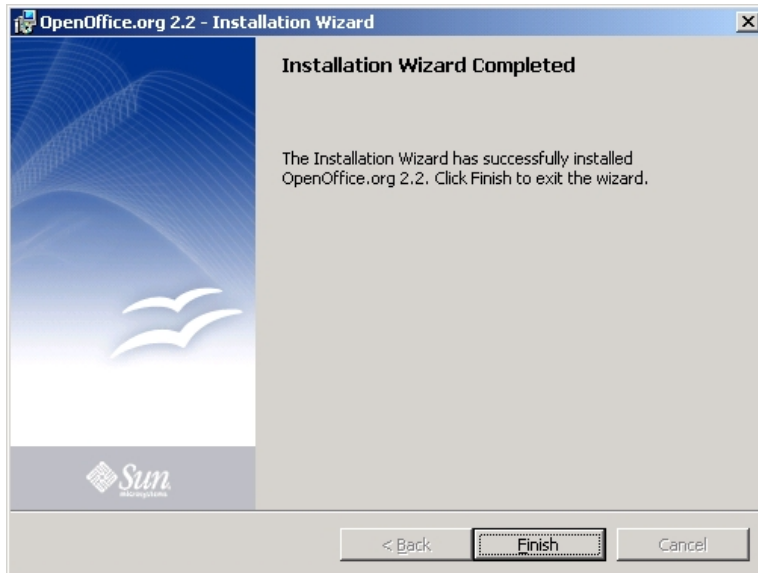 OpenOffice.org 2.2 - Installation Wizard
Installation Wizard Completed
The Installation Wizard has successfully installed
OpenOffice.org 2.2. Click Finish to exit the wizard.
Sun
microsystems
< Back
Finish
Cancel